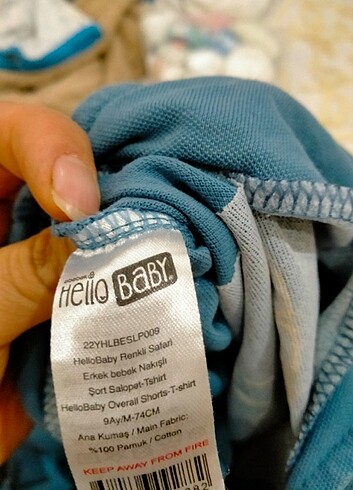 Hello BABY
22YHLBESLP009
HelloBaby Renkli Safari
Erkek bebek Nakışlı
Şort Salopet-Tshirt
HelloBaby Overall Shorts-T-shirt
9Ay/M-74CM
Ana Kumaş / Main Fabric:
%100 Pamuk / Cotton
KEEP AWAY FROM FIRE